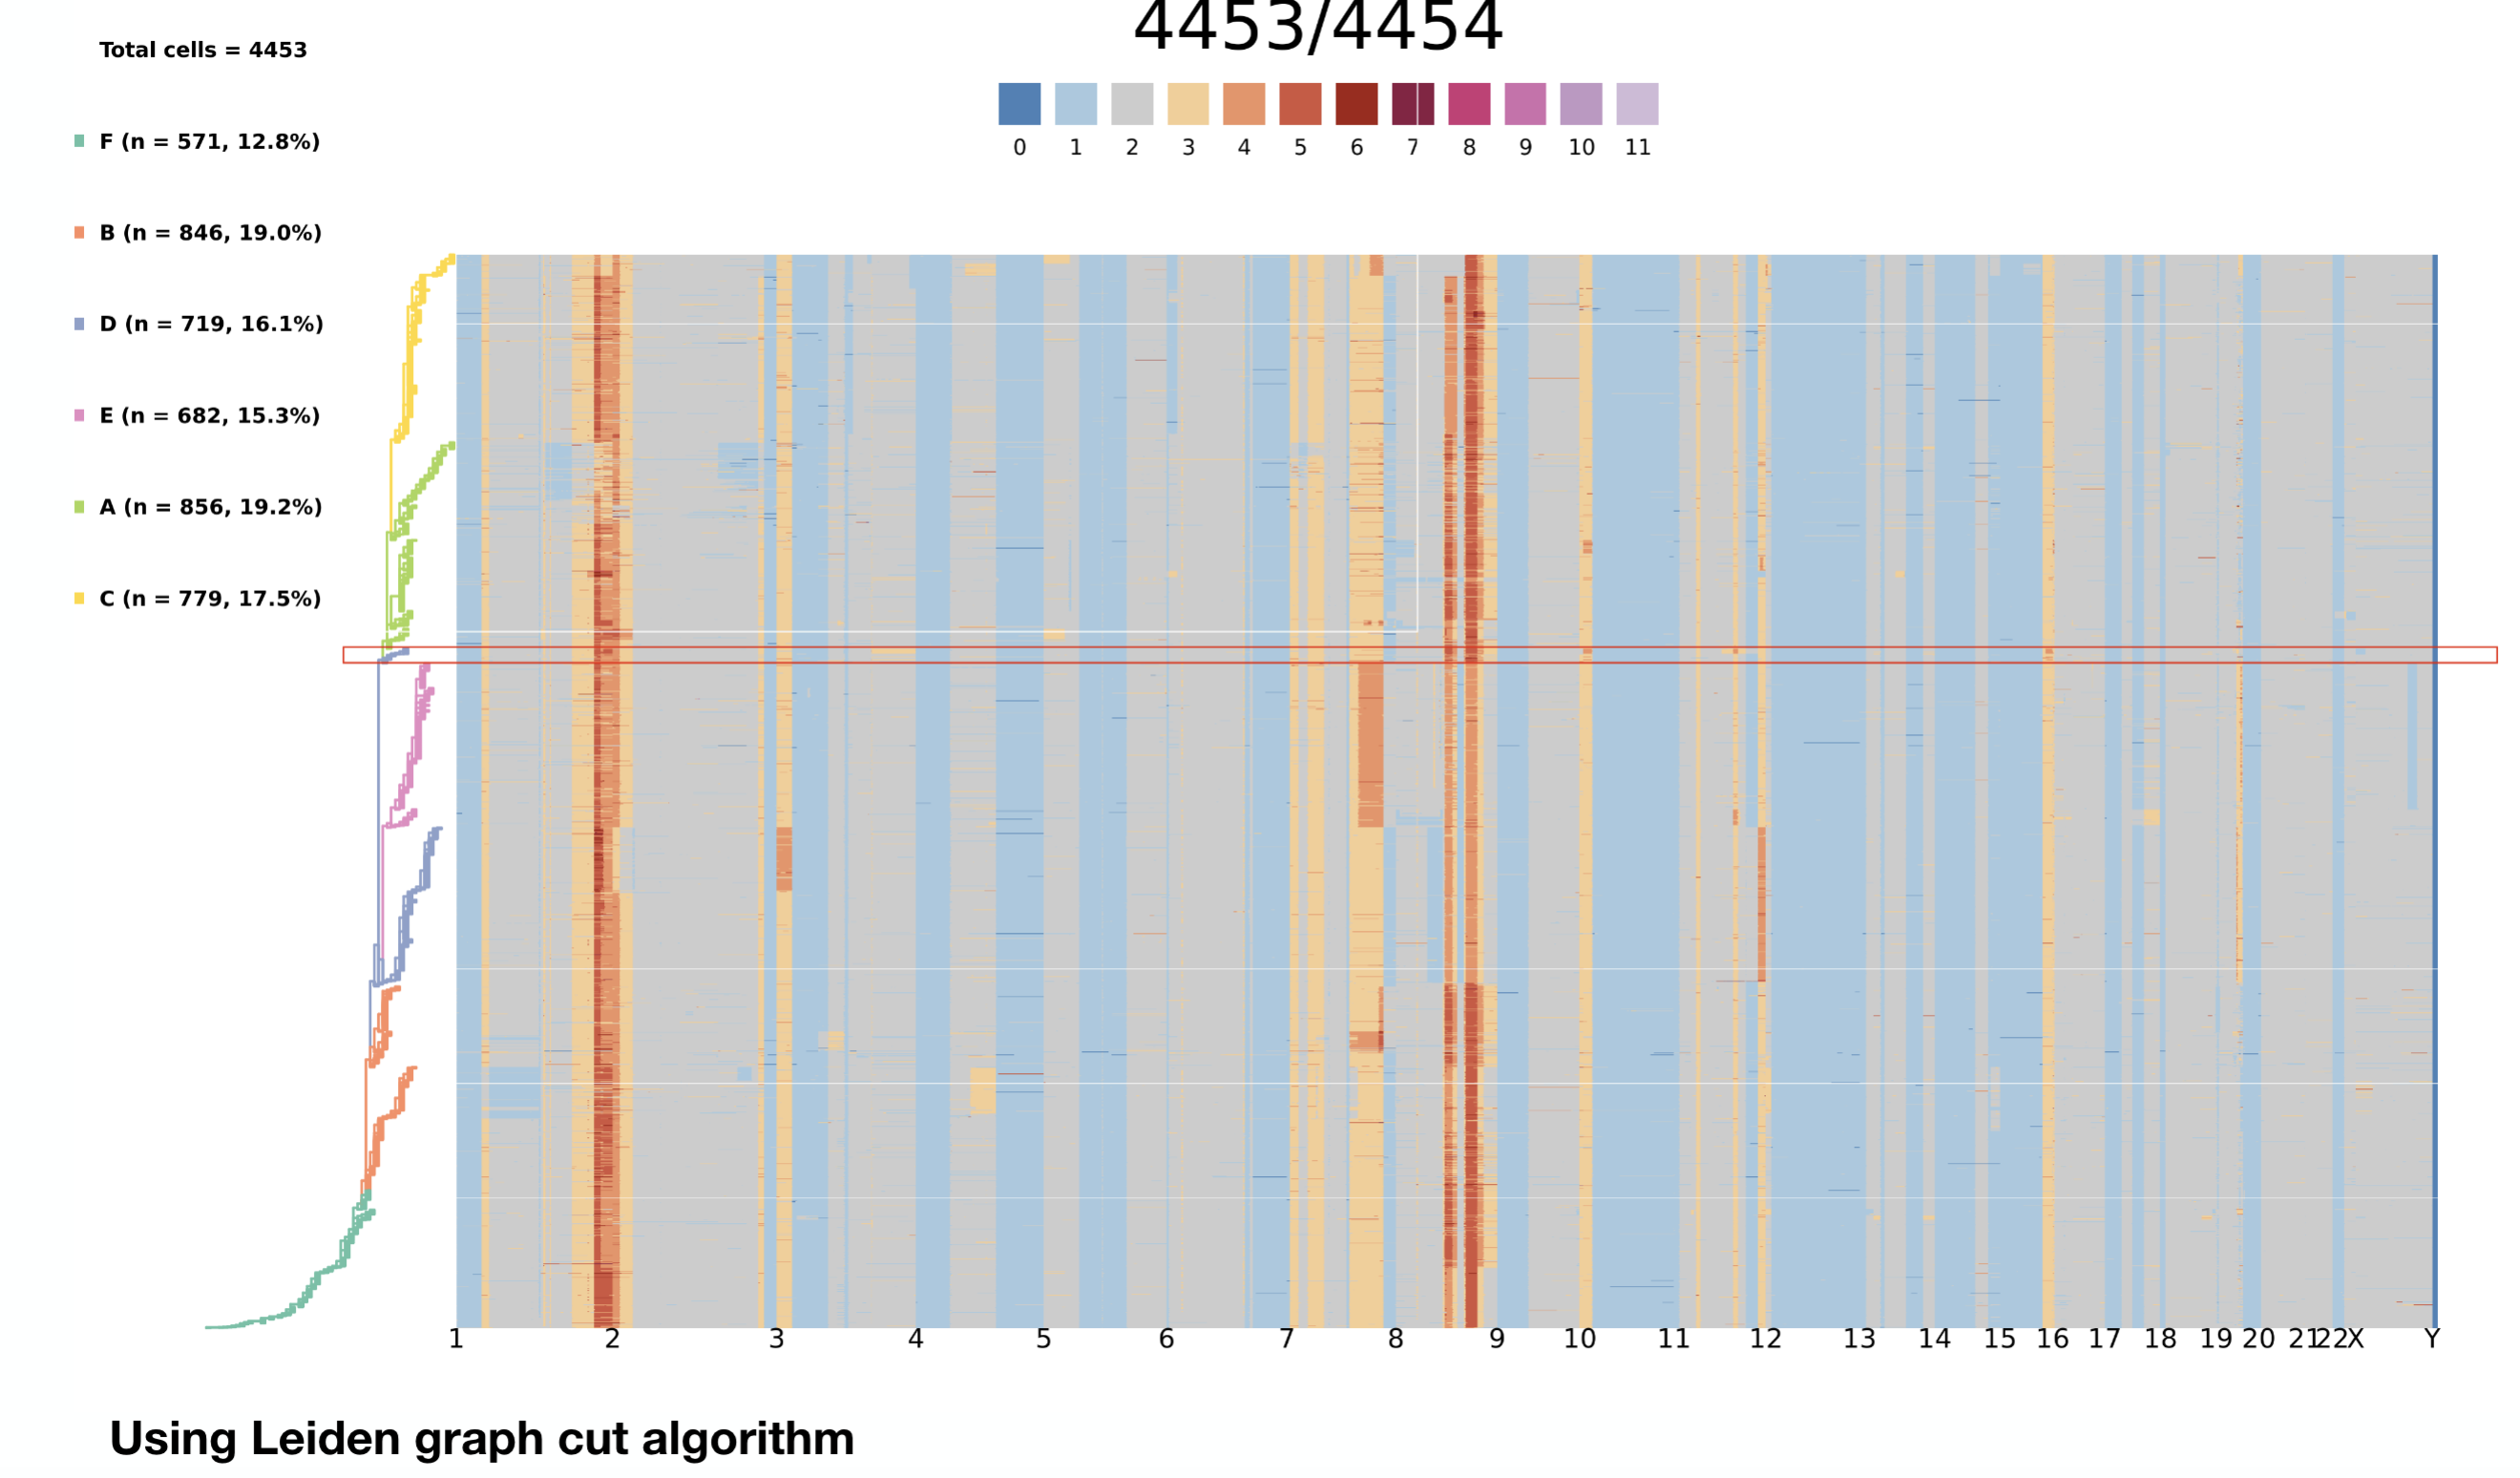 4453/4454
Total cells = 4453
0 1 2 3 4 5 6 7 8 9 10 11
F (n = 571, 12.8%)
B (n = 846, 19.0%)
D (n = 719, 16.1%)
E (n = 682, 15.3%)
A (n = 856, 19.2%)
C (n = 779, 17.5%)
1 2 3 4 5 6 7 8 9 10 11 12 13 14 15 16 17 18 19 20 21 22 X Y
Using Leiden graph cut algorithm